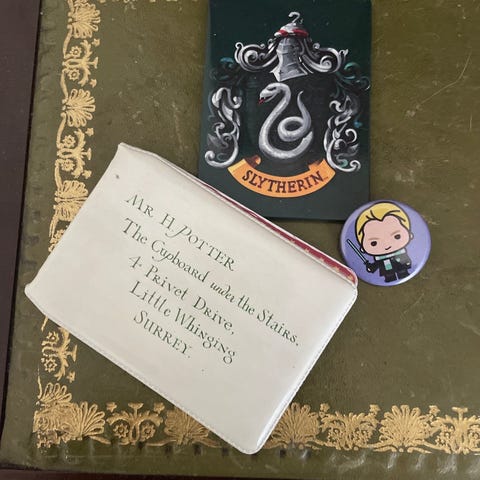 SLYTHERIN
MR. H. POTTER
The Cupboard under the Stairs,
4. Privet Drive,
Little Whinging
SURREY.